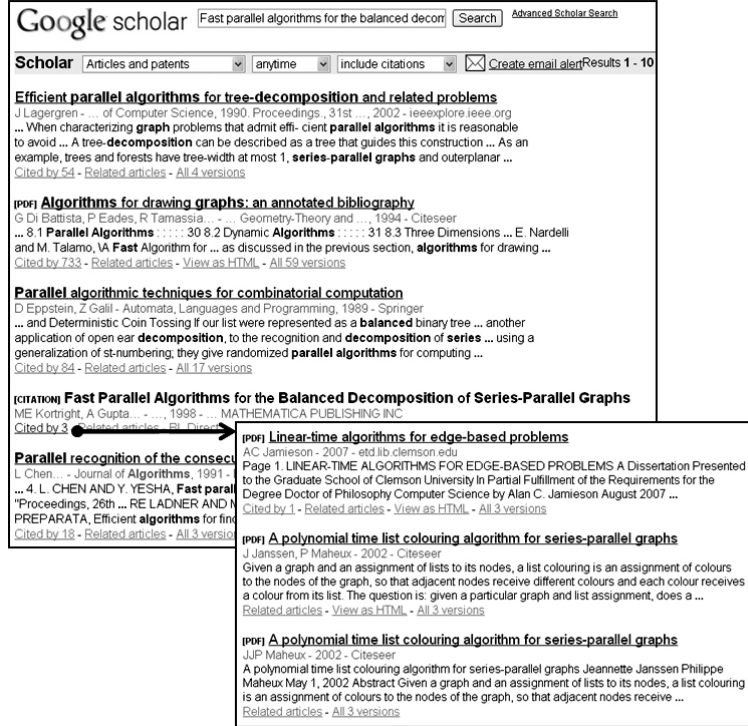 Google scholar Fast parallel algorithms for the balanced decom Search Advanced Scholar Search
Scholar Articles and patents anytime include citations Create email alert Results 1 - 10
Efficient parallel algorithms for tree-decomposition and related problems
J Lagergren - ... of Computer Science, 1990. Proceedings., 31st ..., 2002 - ieeexplore.ieee.org
... When characterizing graph problems that admit effi- cient parallel algorithms it is reasonable
to avoid ... A tree-decomposition can be described as a tree that guides this construction ... As an
example, trees and forests have tree-width at most 1, series-parallel graphs and outerplanar ...
Cited by 54 - Related articles - All 4 versions
[PDF] Algorithms for drawing graphs: an annotated bibliography
G Di Battista, P Eades, R Tamassia... - ... Geometry-Theory and ..., 1994 - Citeseer
... 8.1 Parallel Algorithms : : : : : 30 8.2 Dynamic Algorithms : : : : : 31 8.3 Three Dimensions ... E. Nardelli
and M. Talamo, \A Fast Algorithm for ... as discussed in the previous section, algorithms for drawing ...
Cited by 733 - Related articles - View as HTML - All 59 versions
Parallel algorithmic techniques for combinatorial computation
D Eppstein, Z Galil - Automata, Languages and Programming, 1989 - Springer
... and Deterministic Coin Tossing If our list were represented as a balanced binary tree ... another
application of open ear decomposition, to the recognition and decomposition of series ... using a
generalization of st-numbering; they give randomized parallel algorithms for computing ...
Cited by 84 - Related articles - All 17 versions
[CITATION] Fast Parallel Algorithms for the Balanced Decomposition of Series-Parallel Graphs
ME Kortright, A Gupta... - ..., 1998 - ... MATHEMATICA PUBLISHING INC
Cited by 3 - Related articles - BL Direct
Parallel recognition of the consecu
L Chen... - Journal of Algorithms, 1991 -
... 4. L. CHEN AND Y. YESHA, Fast paral
"Proceedings, 26th ... RE LADNER AND M
PREPARATA, Efficient algorithms for find
Cited by 18 - Related articles - All 3 version
[PDF] Linear-time algorithms for edge-based problems
AC Jamieson - 2007 - etd.lib.clemson.edu
Page 1. LINEAR-TIME ALGORITHMS FOR EDGE-BASED PROBLEMS A Dissertation Presented
to the Graduate School of Clemson University In Partial Fulfillment of the Requirements for the
Degree Doctor of Philosophy Computer Science by Alan C. Jamieson August 2007 ...
Cited by 1 - Related articles - View as HTML - All 3 versions
[PDF] A polynomial time list colouring algorithm for series-parallel graphs
J Janssen, P Maheux - 2002 - Citeseer
Given a graph and an assignment of lists to its nodes, a list colouring is an assignment of colours
to the nodes of the graph, so that adjacent nodes receive different colours and each colour receives
a colour from its list. The question is: given a particular graph and list assignment, does a ...
Related articles - View as HTML - All 3 versions
[PDF] A polynomial time list colouring algorithm for series-parallel graphs
JJP Maheux - 2002 - Citeseer
A polynomial time list colouring algorithm for series-parallel graphs Jeannette Janssen Philippe
Maheux May 1, 2002 Abstract Given a graph and an assignment of lists to its nodes, a list colouring
is an assignment of colours to the nodes of the graph, so that adjacent nodes receive ...
Related articles - All 3 versions